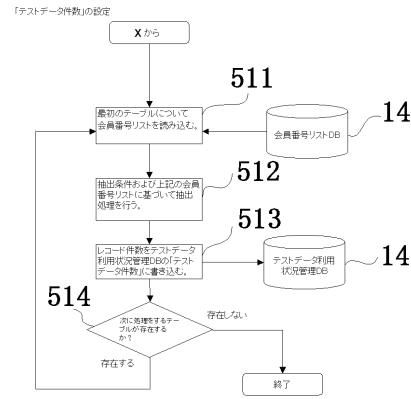 「テストデータ件数」の設定
Xから
511
最初のテーブルについて
会員番号リストを読み込む。
会員番号リストDB
14
512
抽出条件および上記の会員
番号リストに基づいて抽出
処理を行う。
513
レコード件数をテストデータ
利用状況管理DBの「テスト
データ件数」に書き込む。
テストデータ利用
状況管理DB
14
514
次に処理をするテー
ブルが存在する
か？
存在しない
存在する
終了